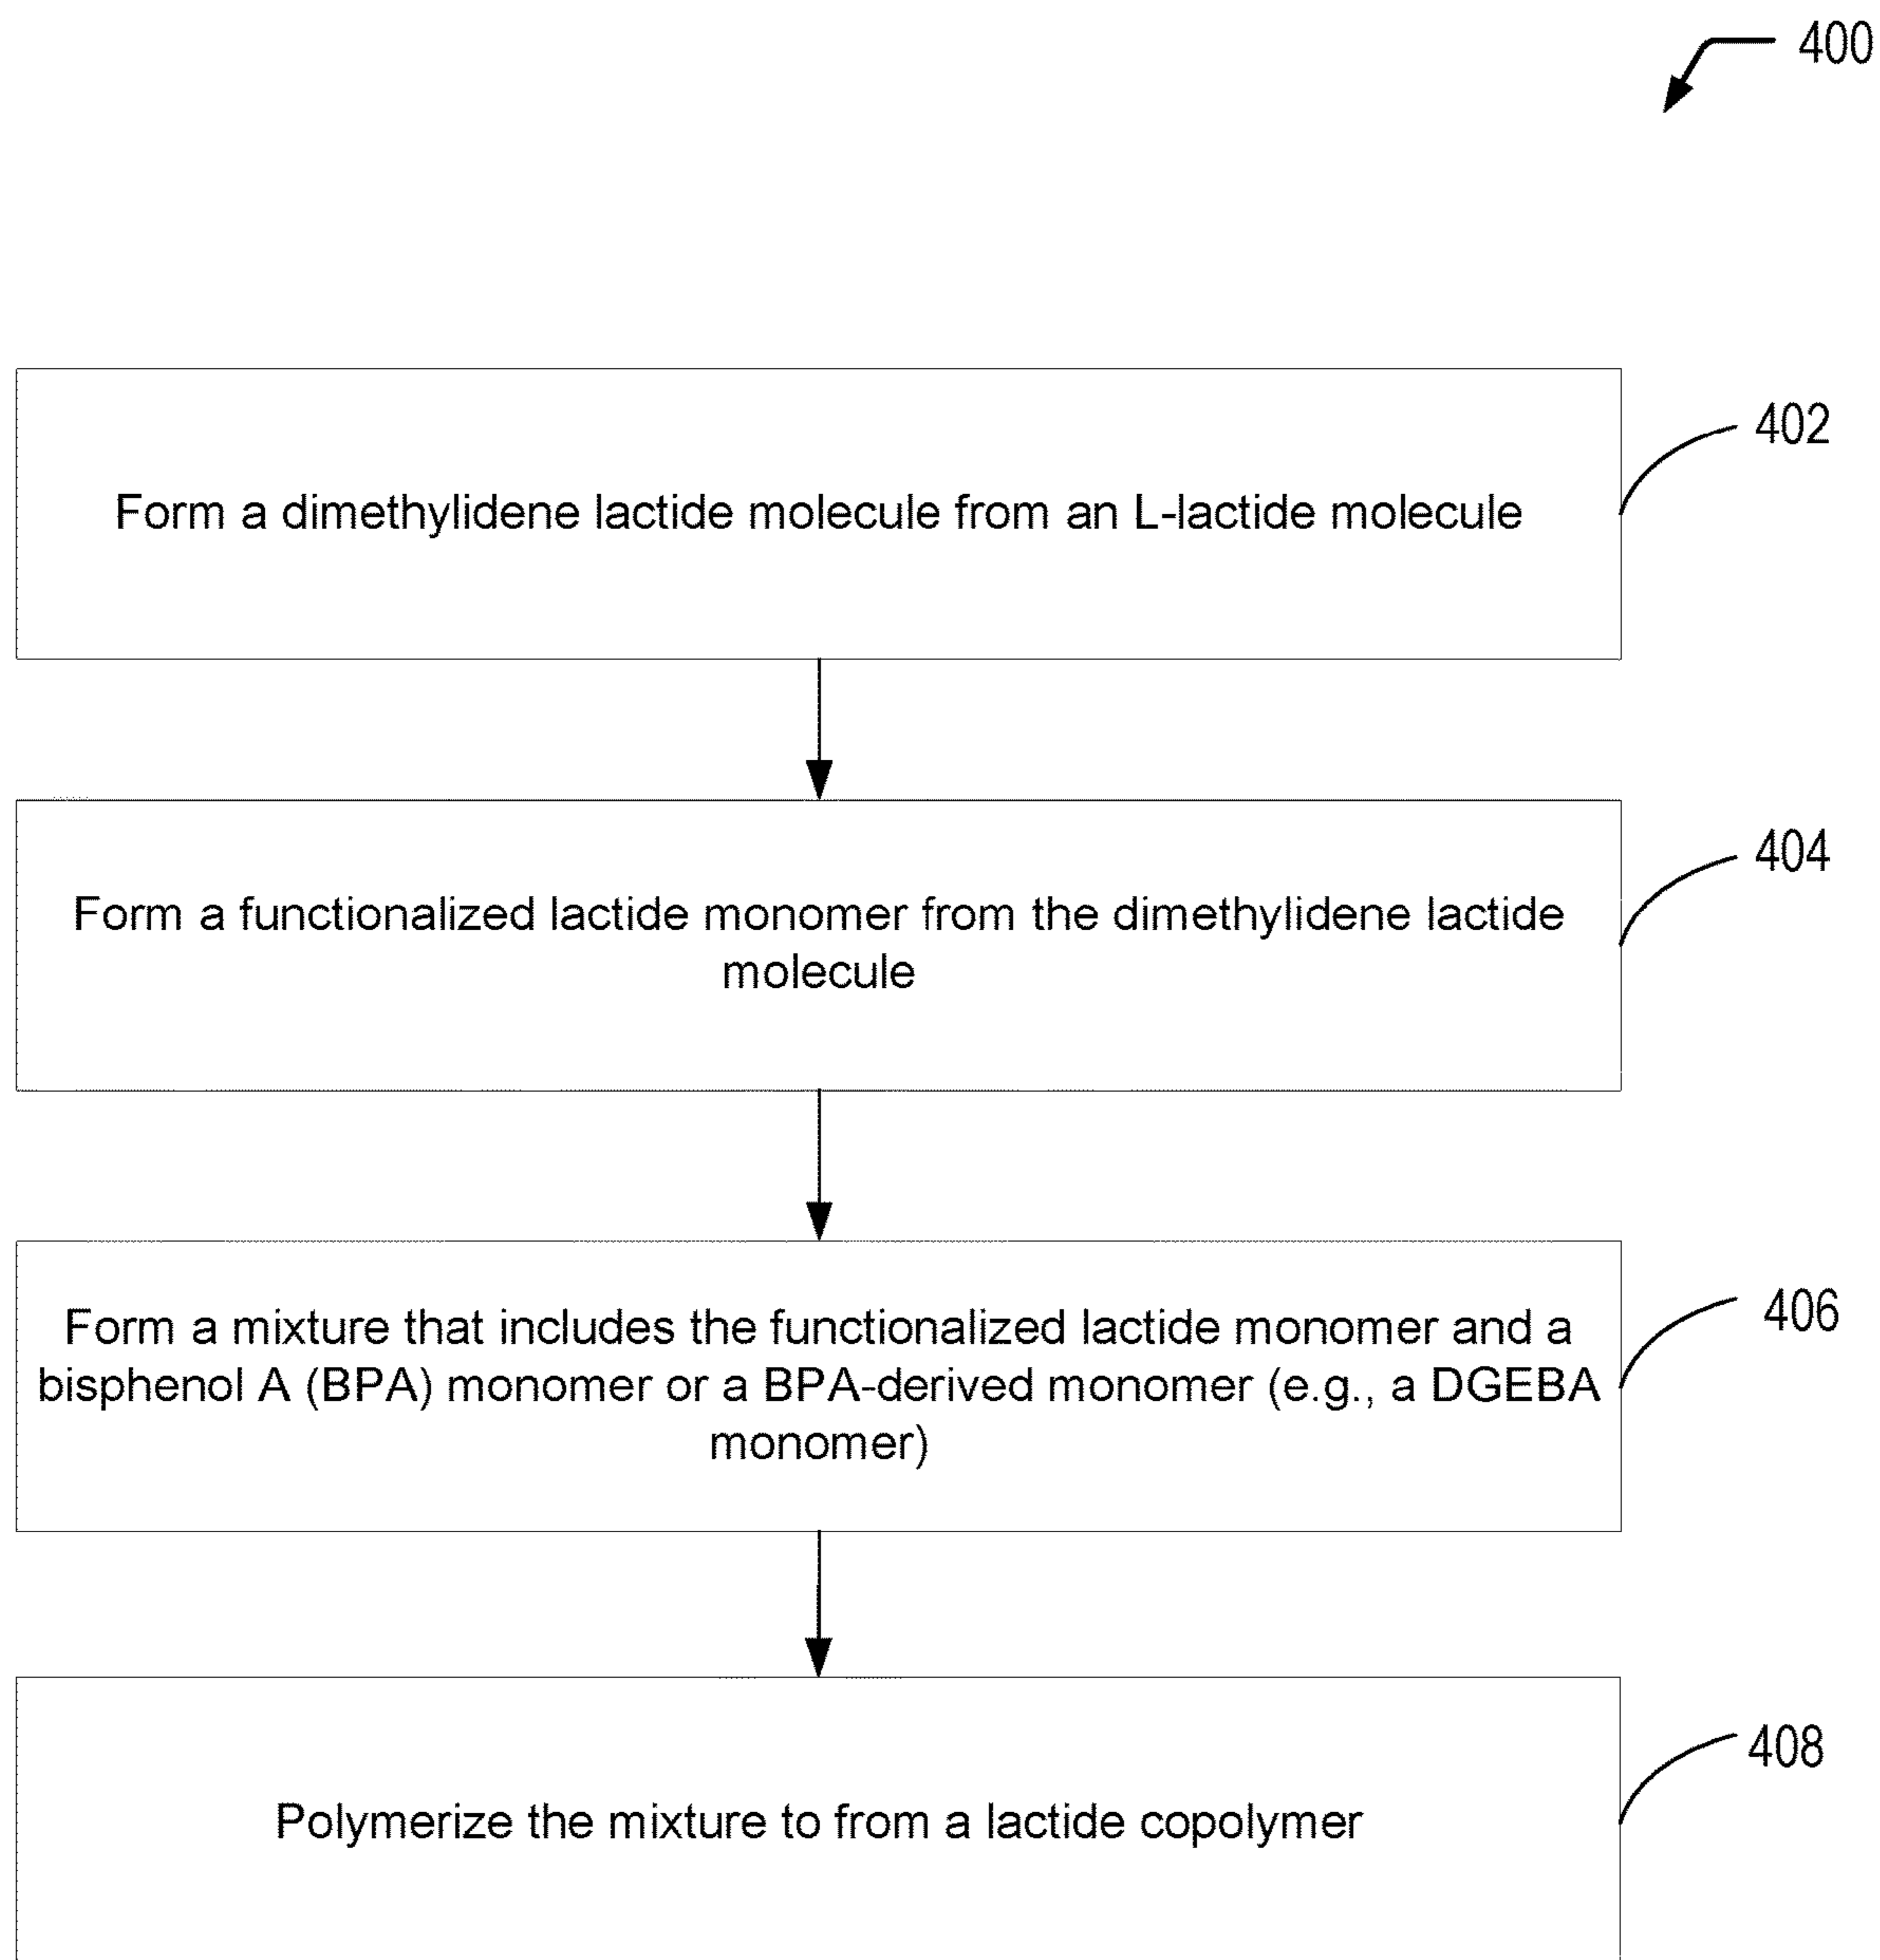 400
Form a dimethylidene lactide molecule from an L-lactide molecule
402
Form a functionalized lactide monomer from the dimethylidene lactide
molecule
404
Form a mixture that includes the functionalized lactide monomer and a
bisphenol A (BPA) monomer or a BPA-derived monomer (e.g., a DGEBA
monomer)
406
Polymerize the mixture to from a lactide copolymer
408